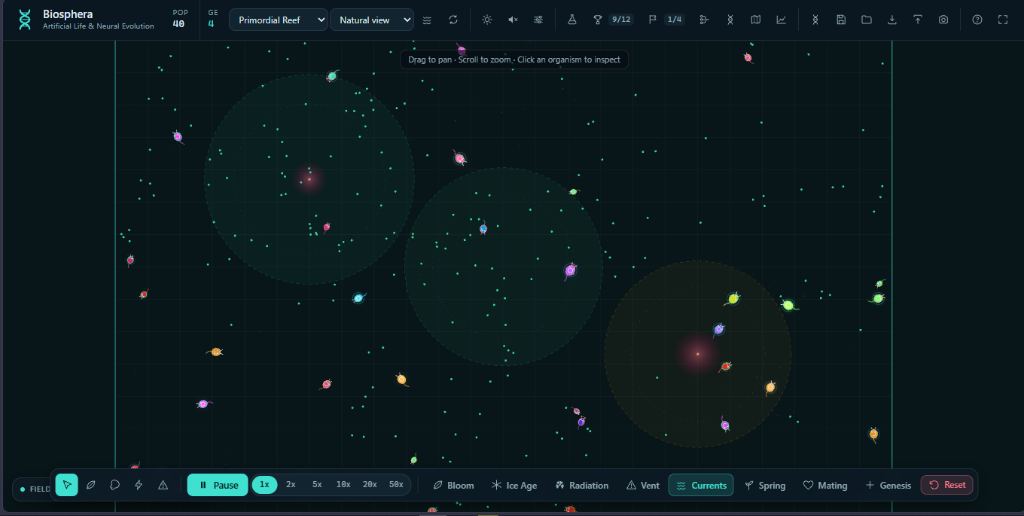 Biosphera
Artificial Life & Neural Evolution
POP
40
GE
4
Primordial Reef
Natural view
9/12
1/4
Drag to pan · Scroll to zoom · Click an organism to inspect
FIELD
Pause
1x
2x
5x
10x
20x
50x
Bloom
Ice Age
Radiation
Vent
Currents
Spring
Mating
Genesis
Reset